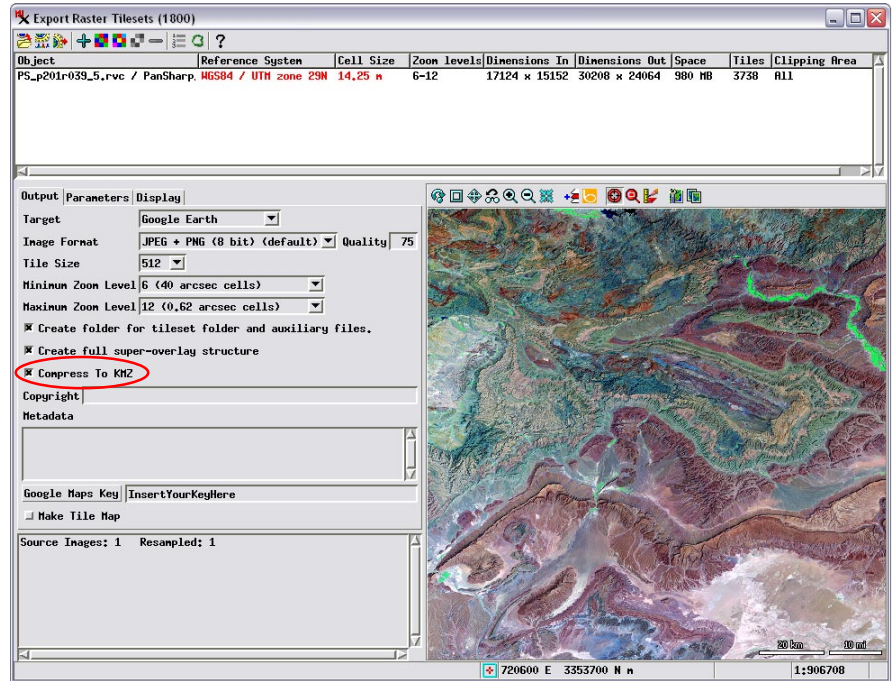 Export Raster Tilesets (1800)
?
Object Reference System Cell Size Zoom levels Dimensions In Dimensions Out Space Tiles Clipping Area
PS_p201r039_5.rvc / PanSharp. WGS84 / UTM zone 29N 14.25 m 6-12 17124 x 15152 30208 x 24064 980 MB 3738 All
Output Parameters Display
Target Google Earth
Image Format JPEG + PNG (8 bit) (default) Quality 75
Tile Size 512
Minimum Zoom Level 6 (40 arcsec cells)
Maximum Zoom Level 12 (0.62 arcsec cells)
Create folder for tileset folder and auxiliary files.
Create full super-overlay structure
Compress To KMZ
Copyright
Metadata
Google Maps Key InsertYourKeyHere
Make Tile Map
Source Images: 1 Resampled: 1
20 km 10 mi
720600 E 3353700 N m 1:906708